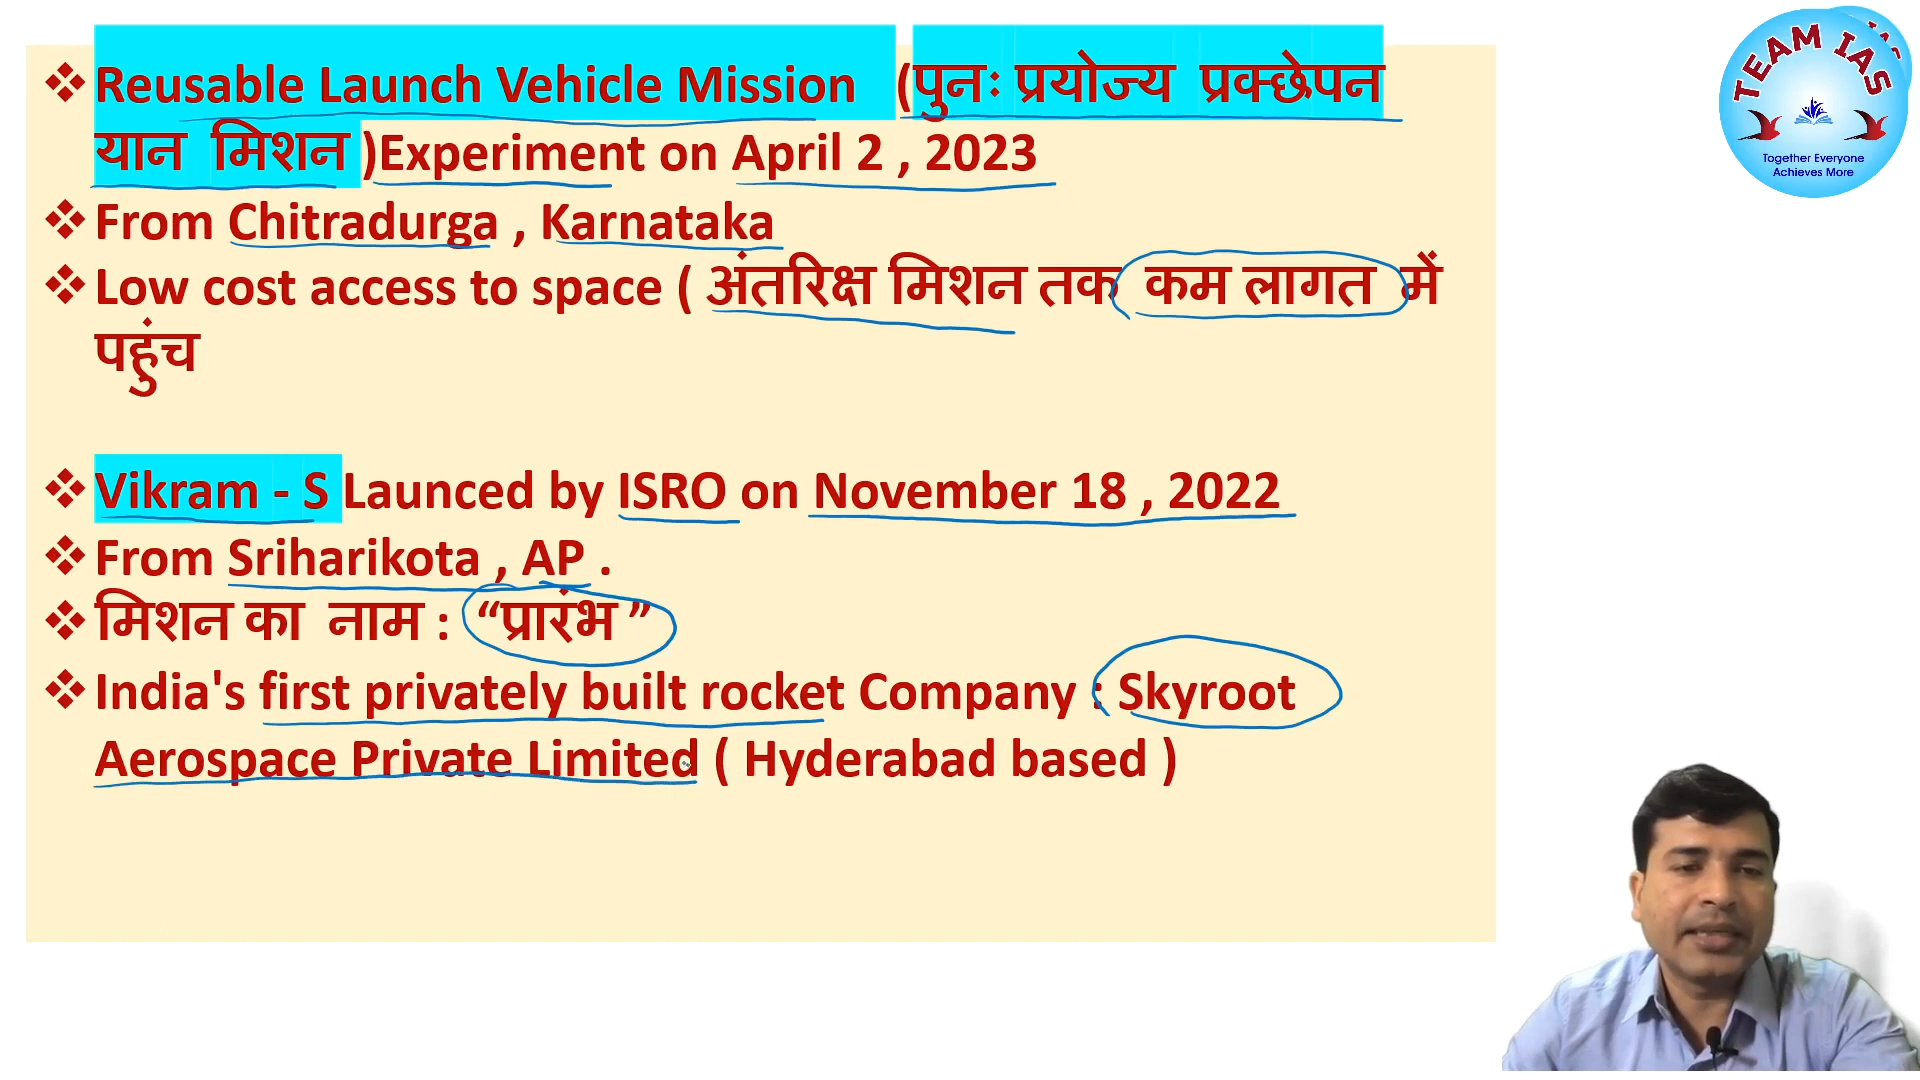 Reusable Launch Vehicle Mission (पुनः प्रयोज्य प्रक्छेपन
यान मिशन )Experiment on April 2 , 2023
From Chitradurga , Karnataka
Low cost access to space ( अंतरिक्ष मिशन तक कम लागत में
पहुंच
Vikram - S Launced by ISRO on November 18 , 2022
From Sriharikota , AP .
मिशन का नाम : “प्रारंभ ”
India's first privately built rocket Company : Skyroot
Aerospace Private Limited ( Hyderabad based )
TEAM IAS
Together Everyone
Achieves More